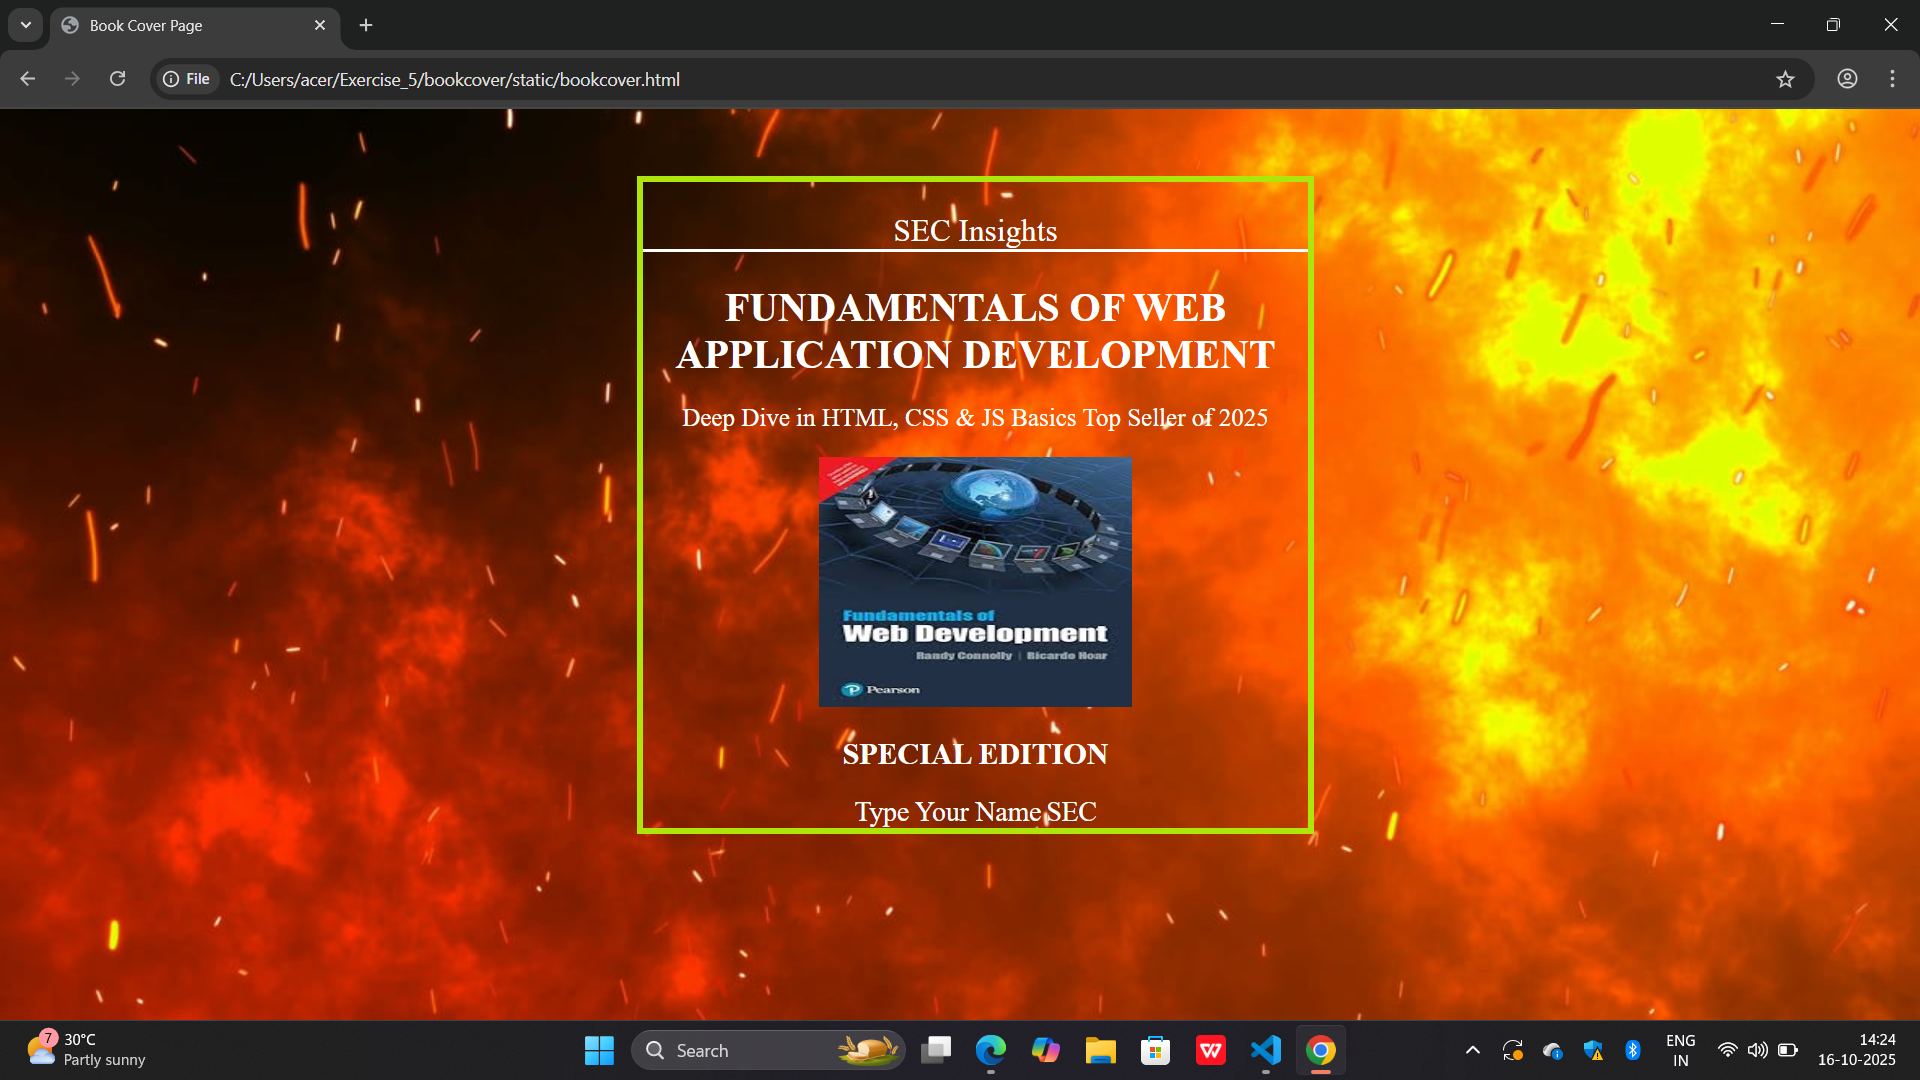 Book Cover Page
File
C:/Users/acer/Exercise_5/bookcover/static/bookcover.html
SEC Insights
FUNDAMENTALS OF WEB
APPLICATION DEVELOPMENT
Deep Dive in HTML, CSS & JS Basics Top Seller of 2025
Fundamentals of
Web Development
Randy Connolly | Ricardo Hoar
Pearson
SPECIAL EDITION
Type Your Name SEC
7
30°C
Partly sunny
Search
W
ENG
IN
14:24
16-10-2025